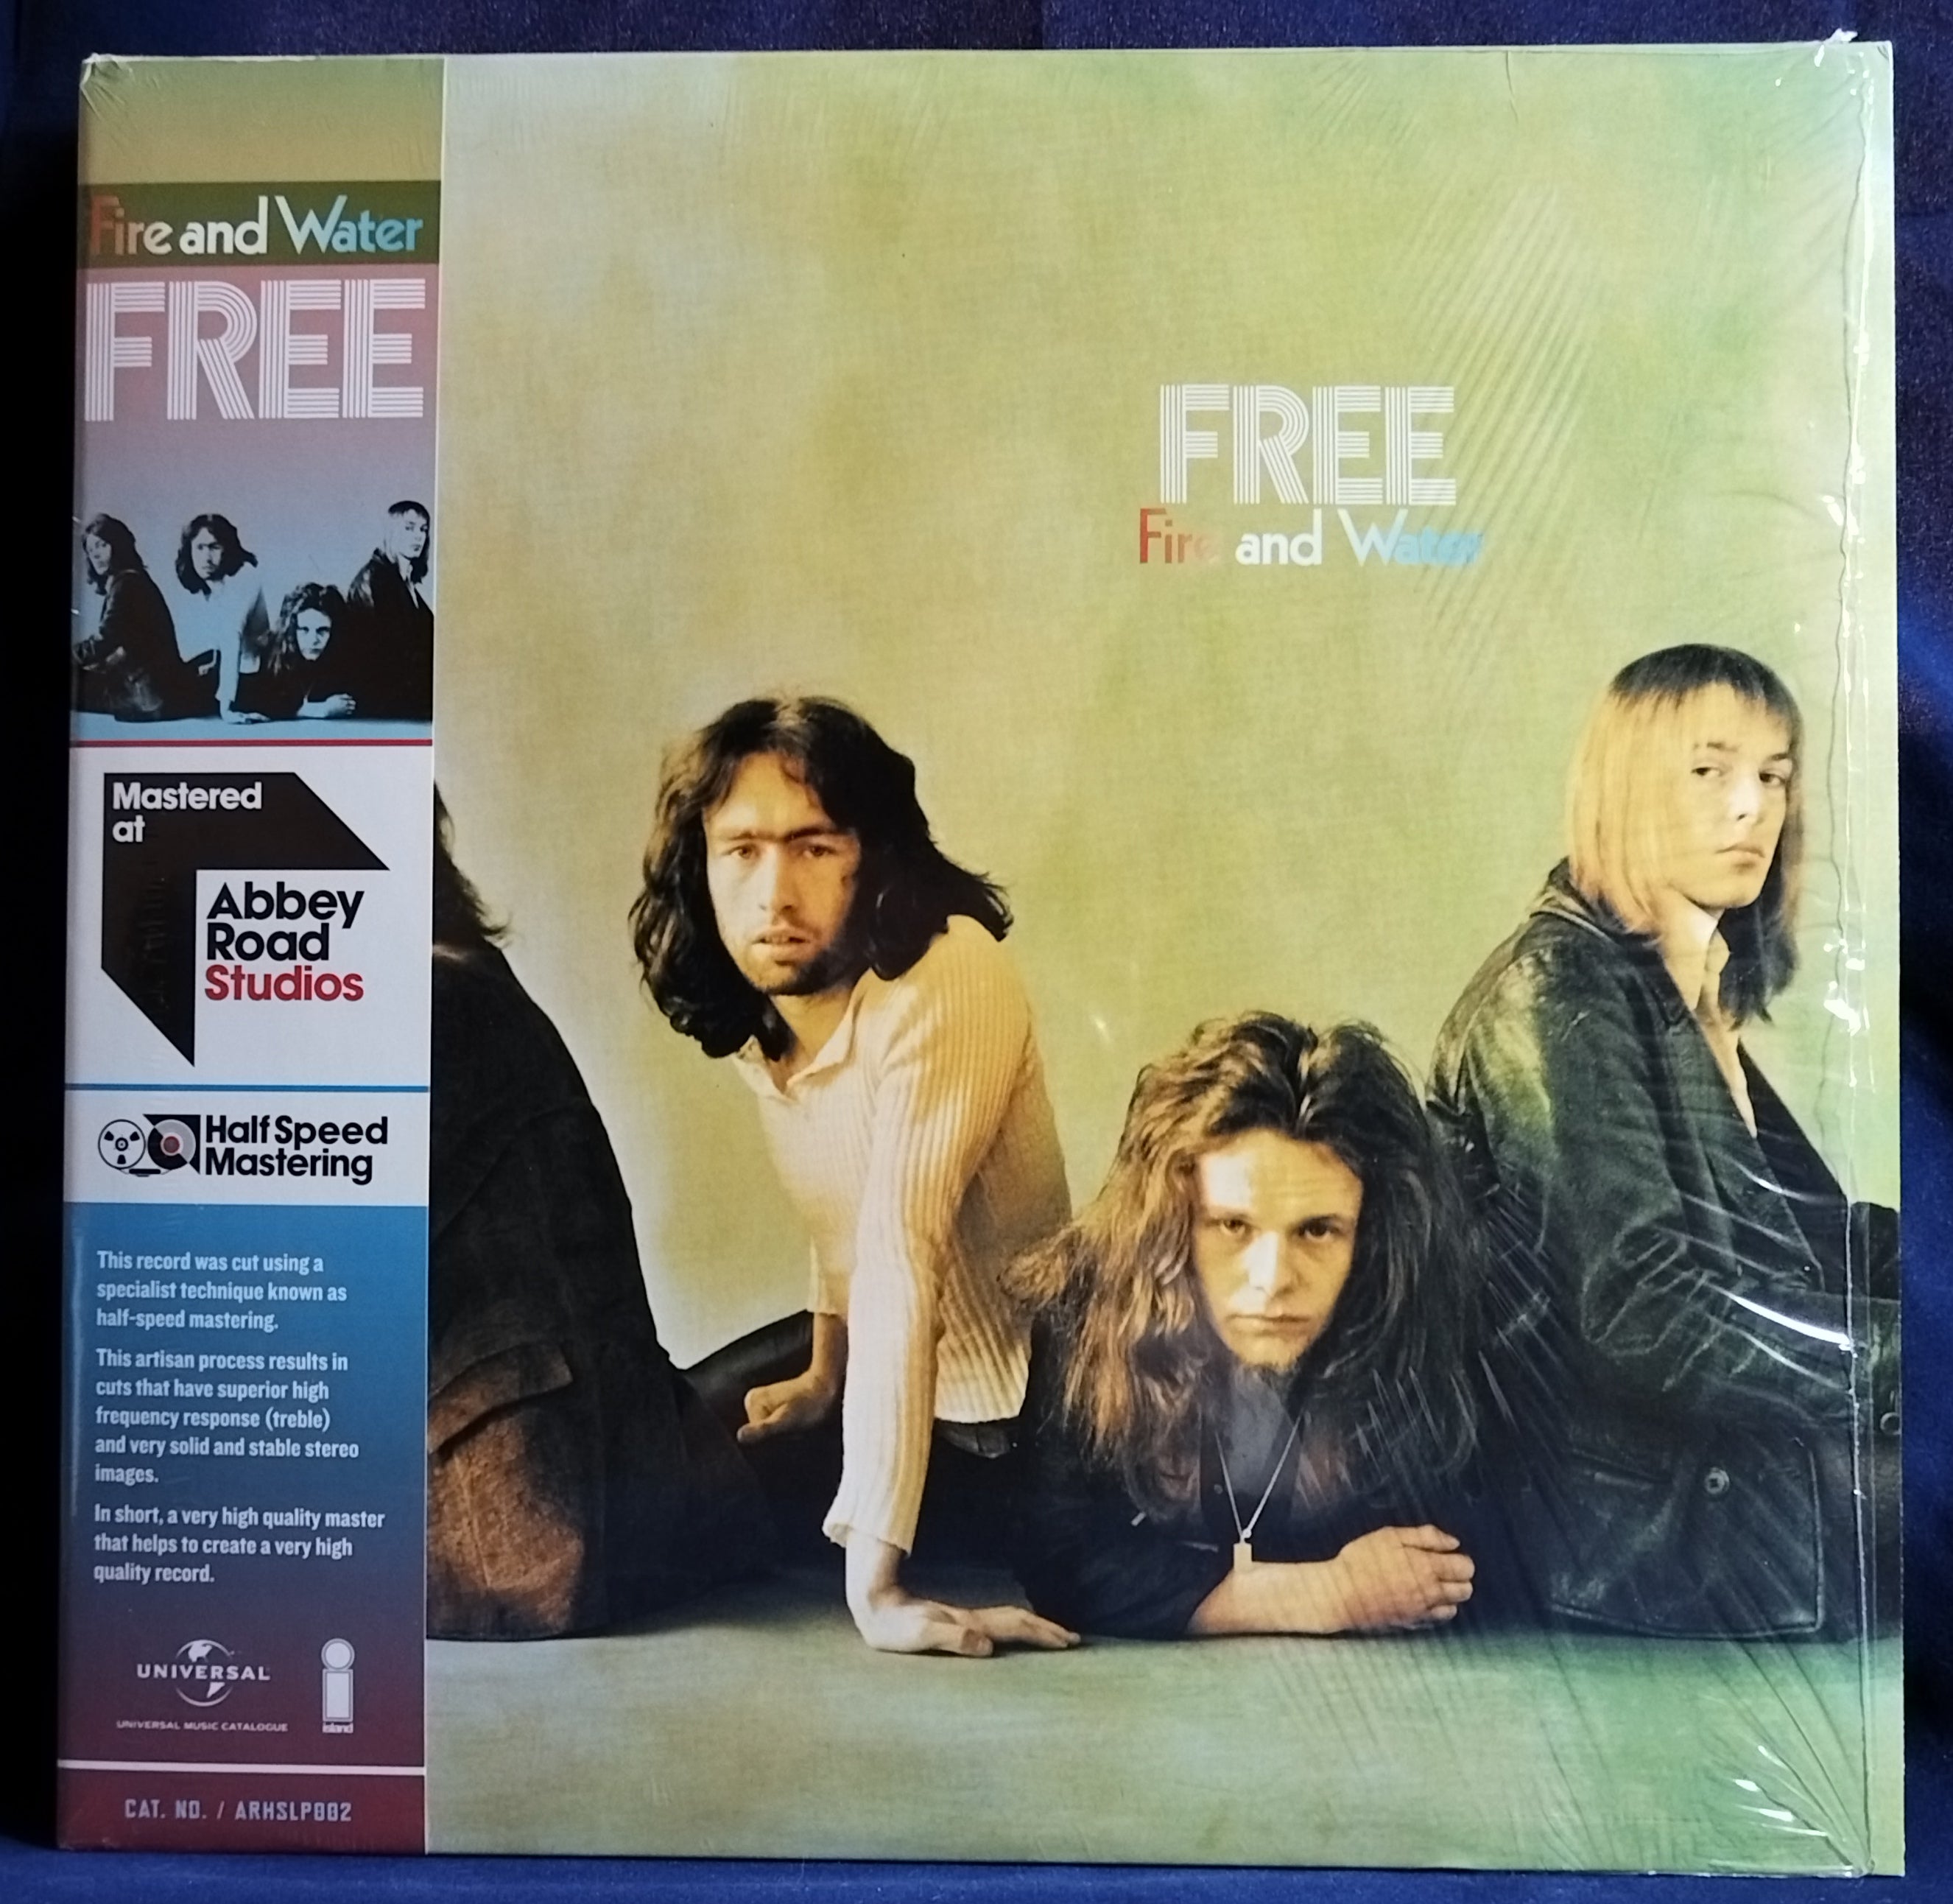 Fire and Water
FREE
Mastered
at
Abbey
Road
Studios
Half Speed
Mastering
This record was cut using a
specialist technique known as
half-speed mastering.
This artisan process results in
cuts that have superior high
frequency response (treble)
and very solid and stable stereo
images.
In short, a very high quality master
that helps to create a very high
quality record.
UNIVERSAL
UNIVERSAL MUSIC CATALOGUE
island
CAT. NO. / ARHSLP002
FREE
Fire and Water